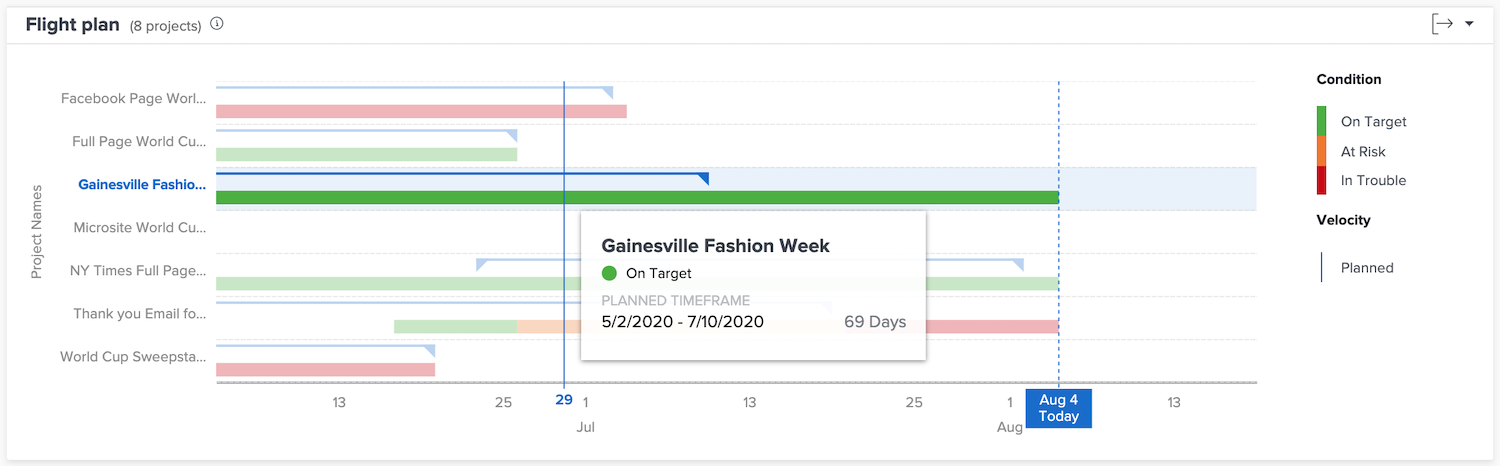 Flight plan (8 projects)
Condition
On Target
At Risk
In Trouble
Velocity
Planned
Project Names
Facebook Page Worl...
Full Page World Cu...
Gainesville Fashio...
Microsite World Cu...
NY Times Full Page...
Thank you Email fo...
World Cup Sweepsta...
Gainesville Fashion Week
On Target
PLANNED TIMEFRAME
5/2/2020 - 7/10/2020 69 Days
13 25 29 1 13 25 1 Aug 4 13
Today
Jul Aug